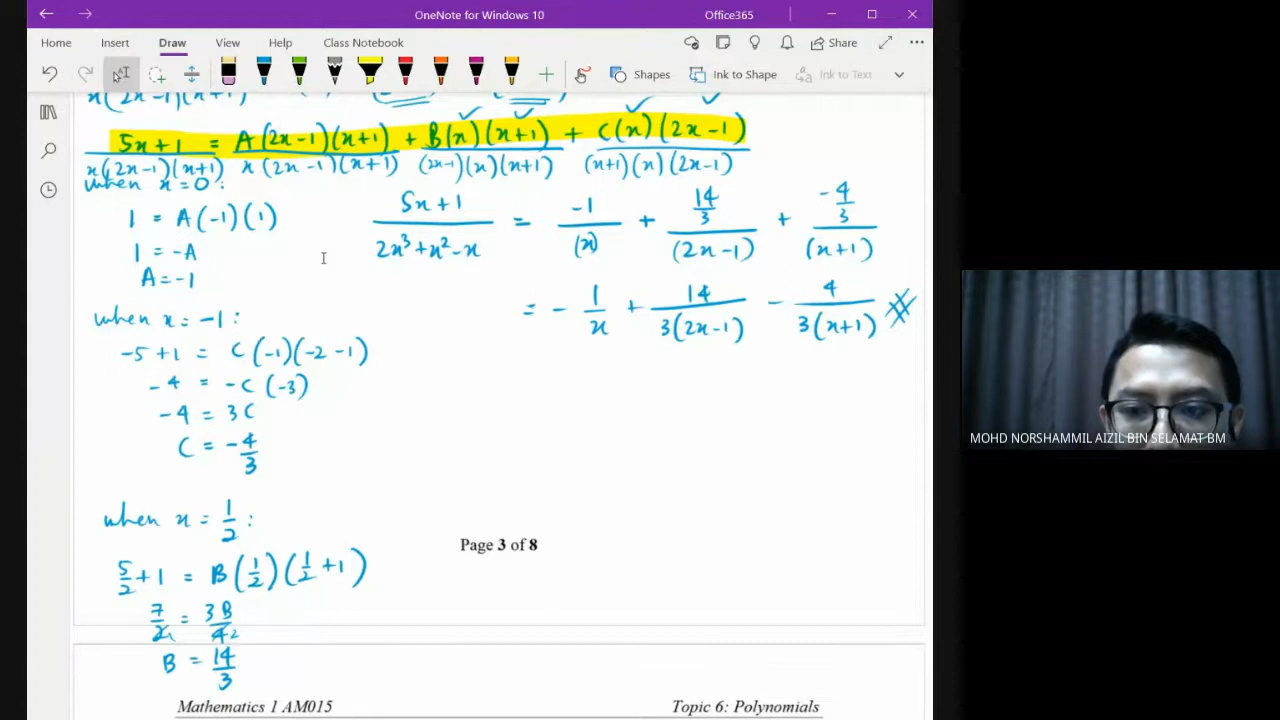 OneNote for Windows 10
Office365
Home Insert Draw View Help Class Notebook Share
Shapes Ink to Shape Ink to Text
x(2x-1)(x+1)
5x+1 = A(2x-1)(x+1) + B(x)(x+1) + C(x)(2x-1)
x(2x-1)(x+1) x(2x-1)(x+1) (2x-1)(x)(x+1) (x+1)(x)(2x-1)
when x=0:
1 = A(-1)(1)
1 = -A
A = -1
when x = -1:
-5+1 = C(-1)(-2-1)
-4 = -C(-3)
-4 = 3C
C = -4/3
when x = 1/2:
5/2+1 = B(1/2)(1/2+1)
7/2 = 3B/4 2
B = 14/3
5x+1/2x³+x²-x = -1/(x) + 14/3/(2x-1) + -4/3/(x+1)
= -1/x + 14/3(2x-1) - 4/3(x+1)
Page 3 of 8
Mathematics 1 AM015 Topic 6: Polynomials
MOHD NORSHAMMIL AIZIL BIN SELAMAT BM